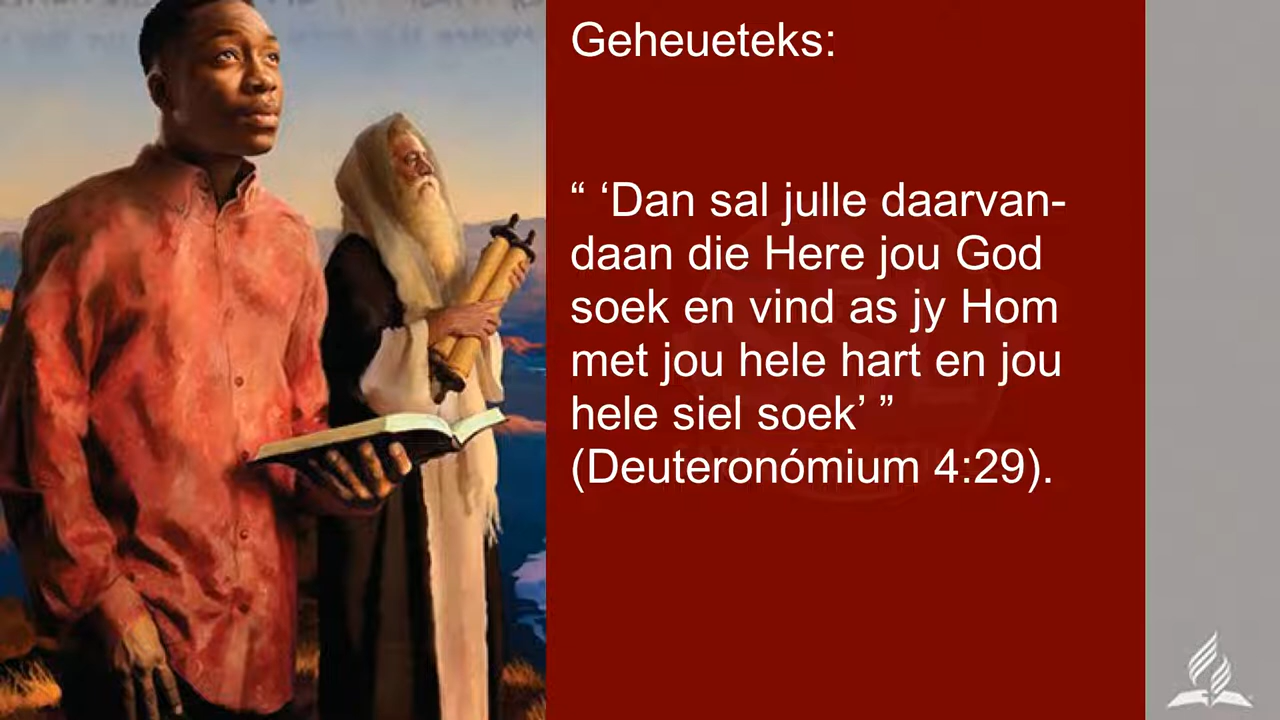 Geheueteks:
“ ‘Dan sal julle daarvan-
daan die Here jou God
soek en vind as jy Hom
met jou hele hart en jou
hele siel soek’ ”
(Deuteronómium 4:29).